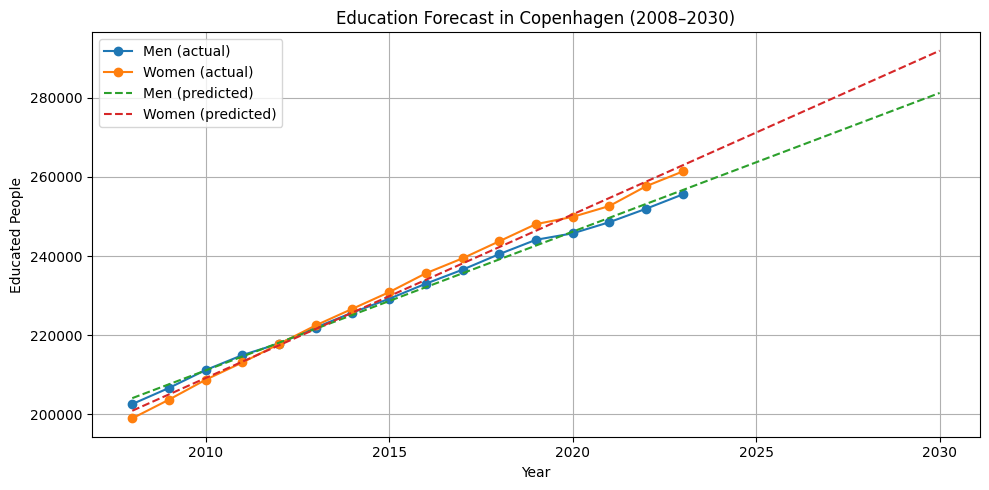 Education Forecast in Copenhagen (2008–2030)
Men (actual)
Women (actual)
Men (predicted)
Women (predicted)
Educated People
280000
260000
240000
220000
200000
2010
2015
2020
2025
2030
Year